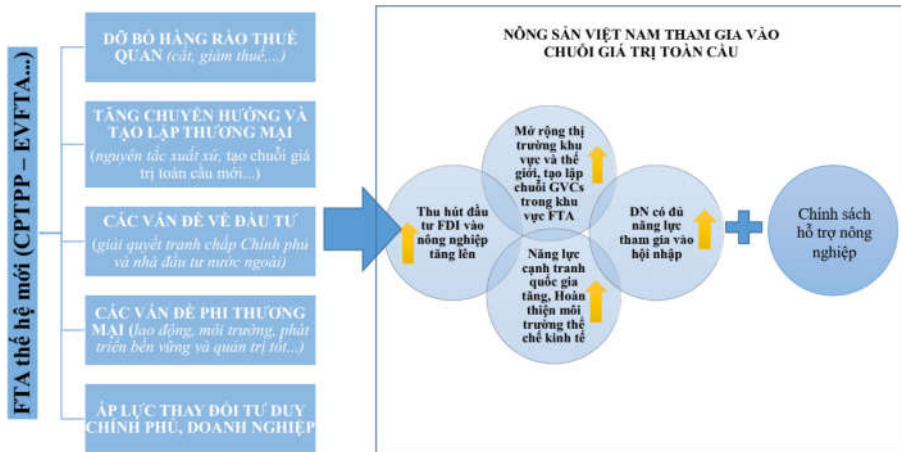 FTA thế hệ mới (CPTPP – EVFTA...)
DỠ BỎ HÀNG RÀO THUẾ
QUAN (cắt, giảm thuế,...)
TĂNG CHUYỂN HƯỚNG VÀ
TẠO LẬP THƯƠNG MẠI
(nguyên tắc xuất xứ, tạo chuỗi giá
trị toàn cầu mới...)
CÁC VẤN ĐỀ VỀ ĐẦU TƯ
(giải quyết tranh chấp Chính phủ
và nhà đầu tư nước ngoài)
CÁC VẤN ĐỀ PHI THƯƠNG
MẠI (lao động, môi trường, phát
triển bền vững và quản trị tốt...)
ÁP LỰC THAY ĐỔI TƯ DUY
CHÍNH PHỦ, DOANH NGHIỆP
NÔNG SẢN VIỆT NAM THAM GIA VÀO
CHUỖI GIÁ TRỊ TOÀN CẦU
Mở rộng thị
trường khu
vực và thế
giới, tạo lập
chuỗi GVCs
trong khu
vực FTA
Thu hút đầu
tư FDI vào
nông nghiệp
tăng lên
DN có đủ
năng lực
tham gia vào
hội nhập
Năng lực
cạnh tranh
quốc gia
tăng, Hoàn
thiện môi
trường thể
chế kinh tế
Chính sách
hỗ trợ nông
nghiệp